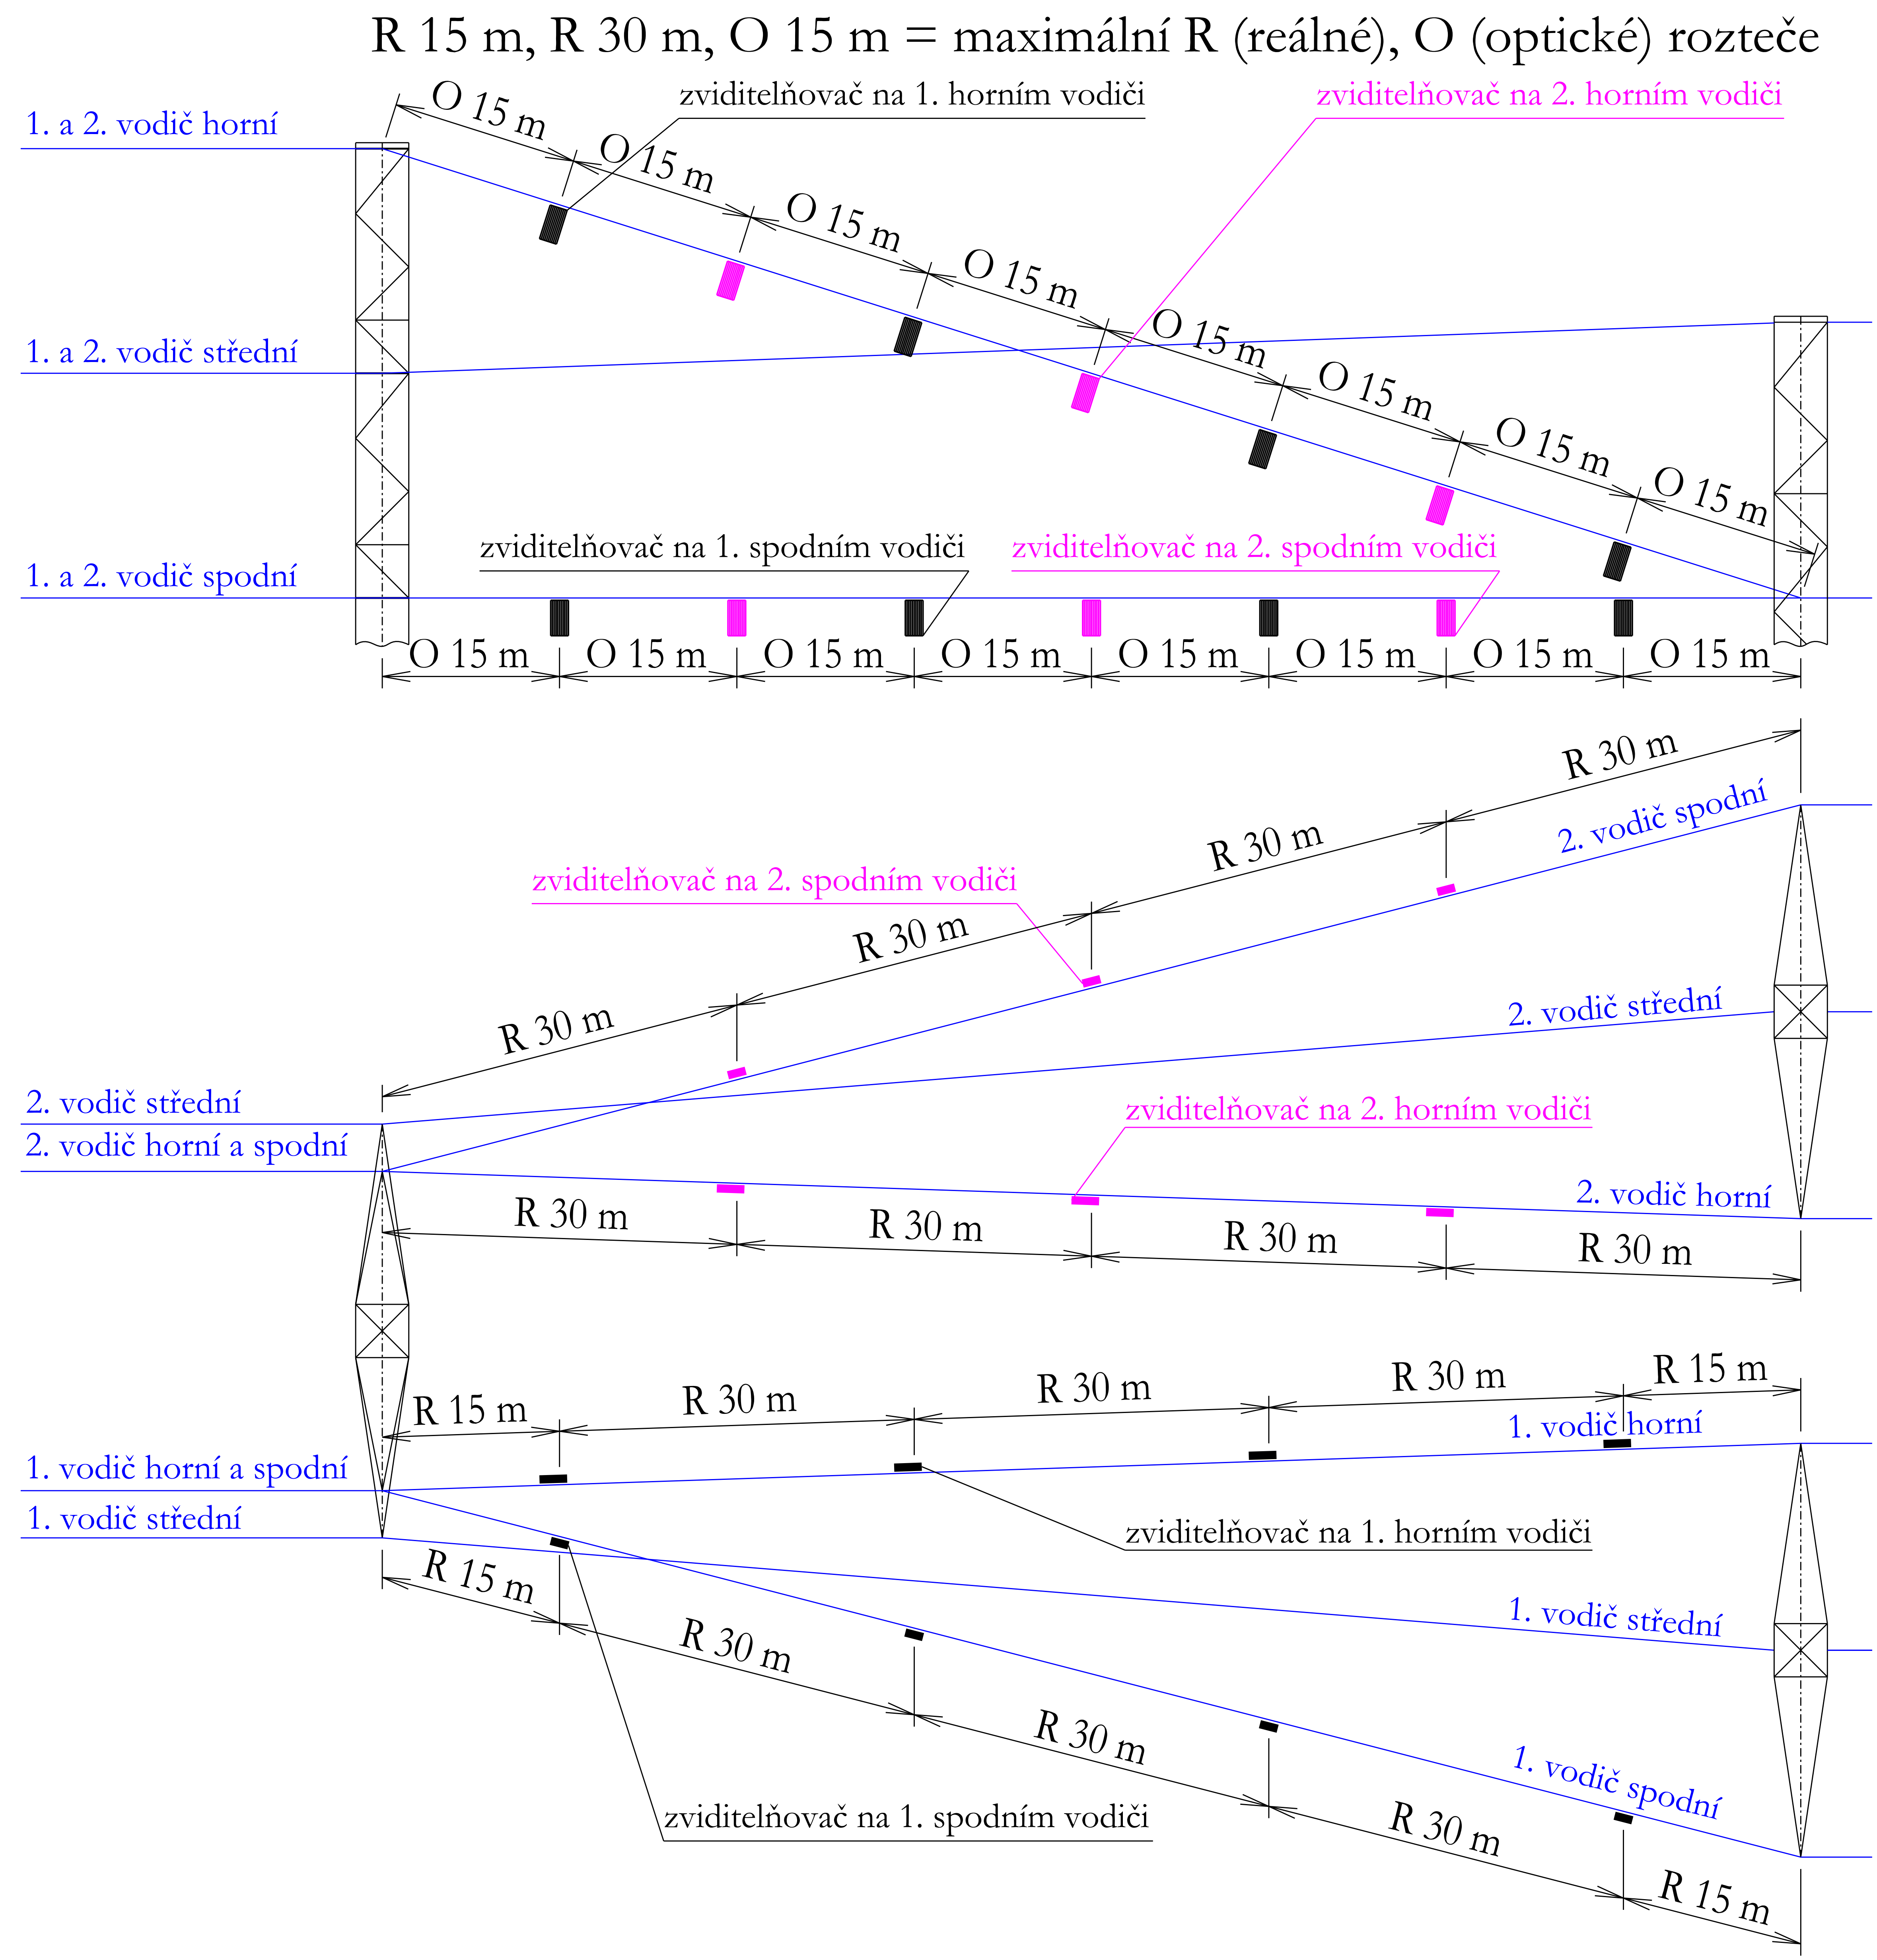 R 15 m, R 30 m, O 15 m = maximální R (reálné), O (optické) rozteče
zviditelňovač na 1. horním vodiči
zviditelňovač na 2. horním vodiči
1. a 2. vodič horní
O 15 m
O 15 m
O 15 m
O 15 m
O 15 m
O 15 m
O 15 m
O 15 m
1. a 2. vodič střední
zviditelňovač na 1. spodním vodiči
zviditelňovač na 2. spodním vodiči
1. a 2. vodič spodní
O 15 m
O 15 m
O 15 m
O 15 m
O 15 m
O 15 m
O 15 m
O 15 m
R 30 m
R 30 m
R 30 m
R 30 m
2. vodič spodní
zviditelňovač na 2. spodním vodiči
2. vodič střední
2. vodič střední
2. vodič horní a spodní
zviditelňovač na 2. horním vodiči
2. vodič horní
R 30 m
R 30 m
R 30 m
R 30 m
R 15 m
R 30 m
R 30 m
R 30 m
R 15 m
1. vodič horní
1. vodič horní a spodní
1. vodič střední
zviditelňovač na 1. horním vodiči
1. vodič střední
R 15 m
R 30 m
R 30 m
R 30 m
R 15 m
1. vodič spodní
zviditelňovač na 1. spodním vodiči